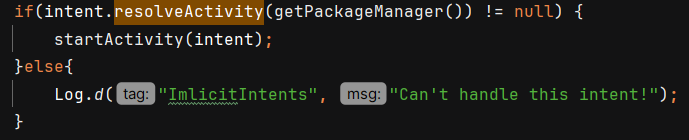 if(intent.resolveActivity(getPackageManager()) != null) {
    startActivity(intent);
}else{
    Log.d( tag: "ImlicitIntents", msg: "Can't handle this intent!");
}